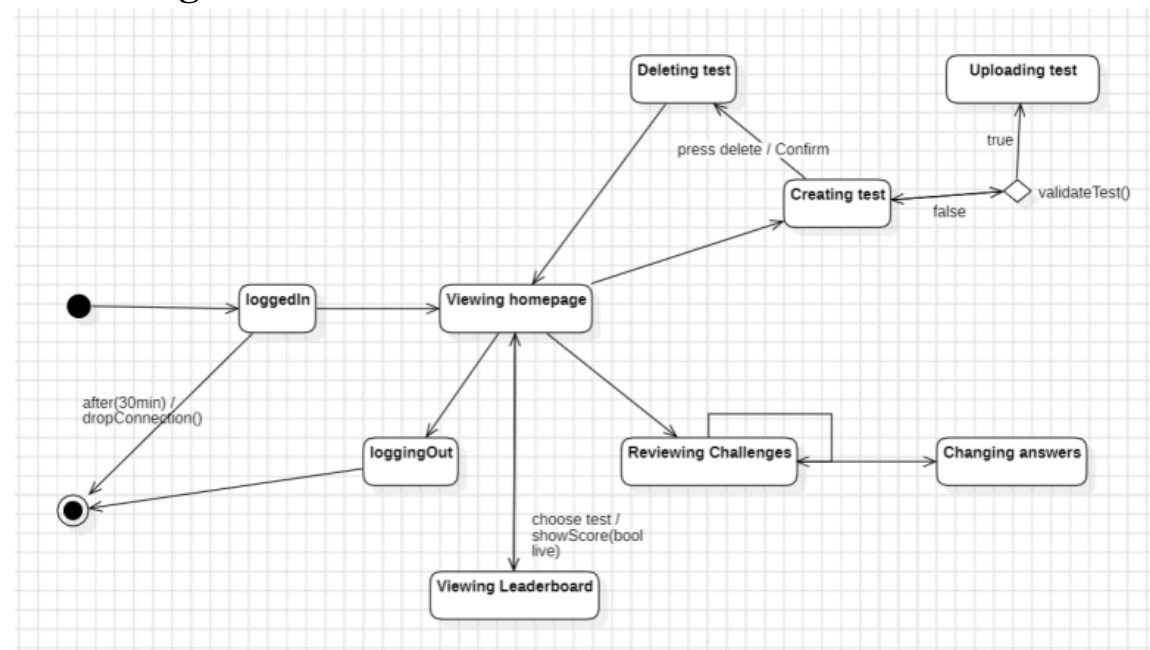 Deleting test
Uploading test
press delete / Confirm
true
Creating test
validateTest()
false
loggedIn
Viewing homepage
after(30min) /
dropConnection()
loggingOut
Reviewing Challenges
Changing answers
choose test /
showScore(bool
live)
Viewing Leaderboard